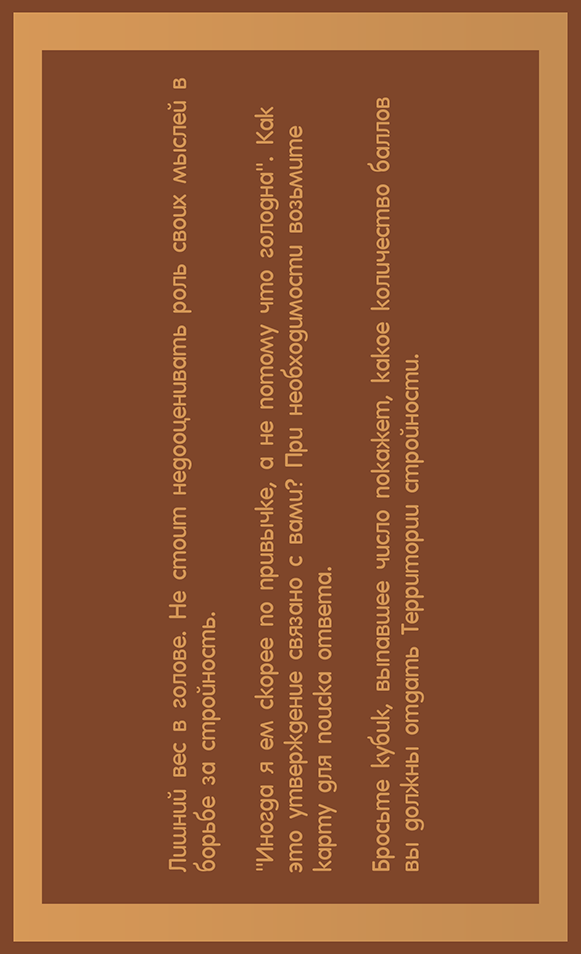 Лишний вес в голове. Не стоит недооценивать роль своих мыслей в
борьбе за стройность.
"Иногда я ем скорее по привычке, а не потому что голодна". Как
это утверждение связано с вами? При необходимости возьмите
карту для поиска ответа.
Бросьте кубик, выпавшее число покажет, какое количество баллов
вы должны отдать Территории стройности.